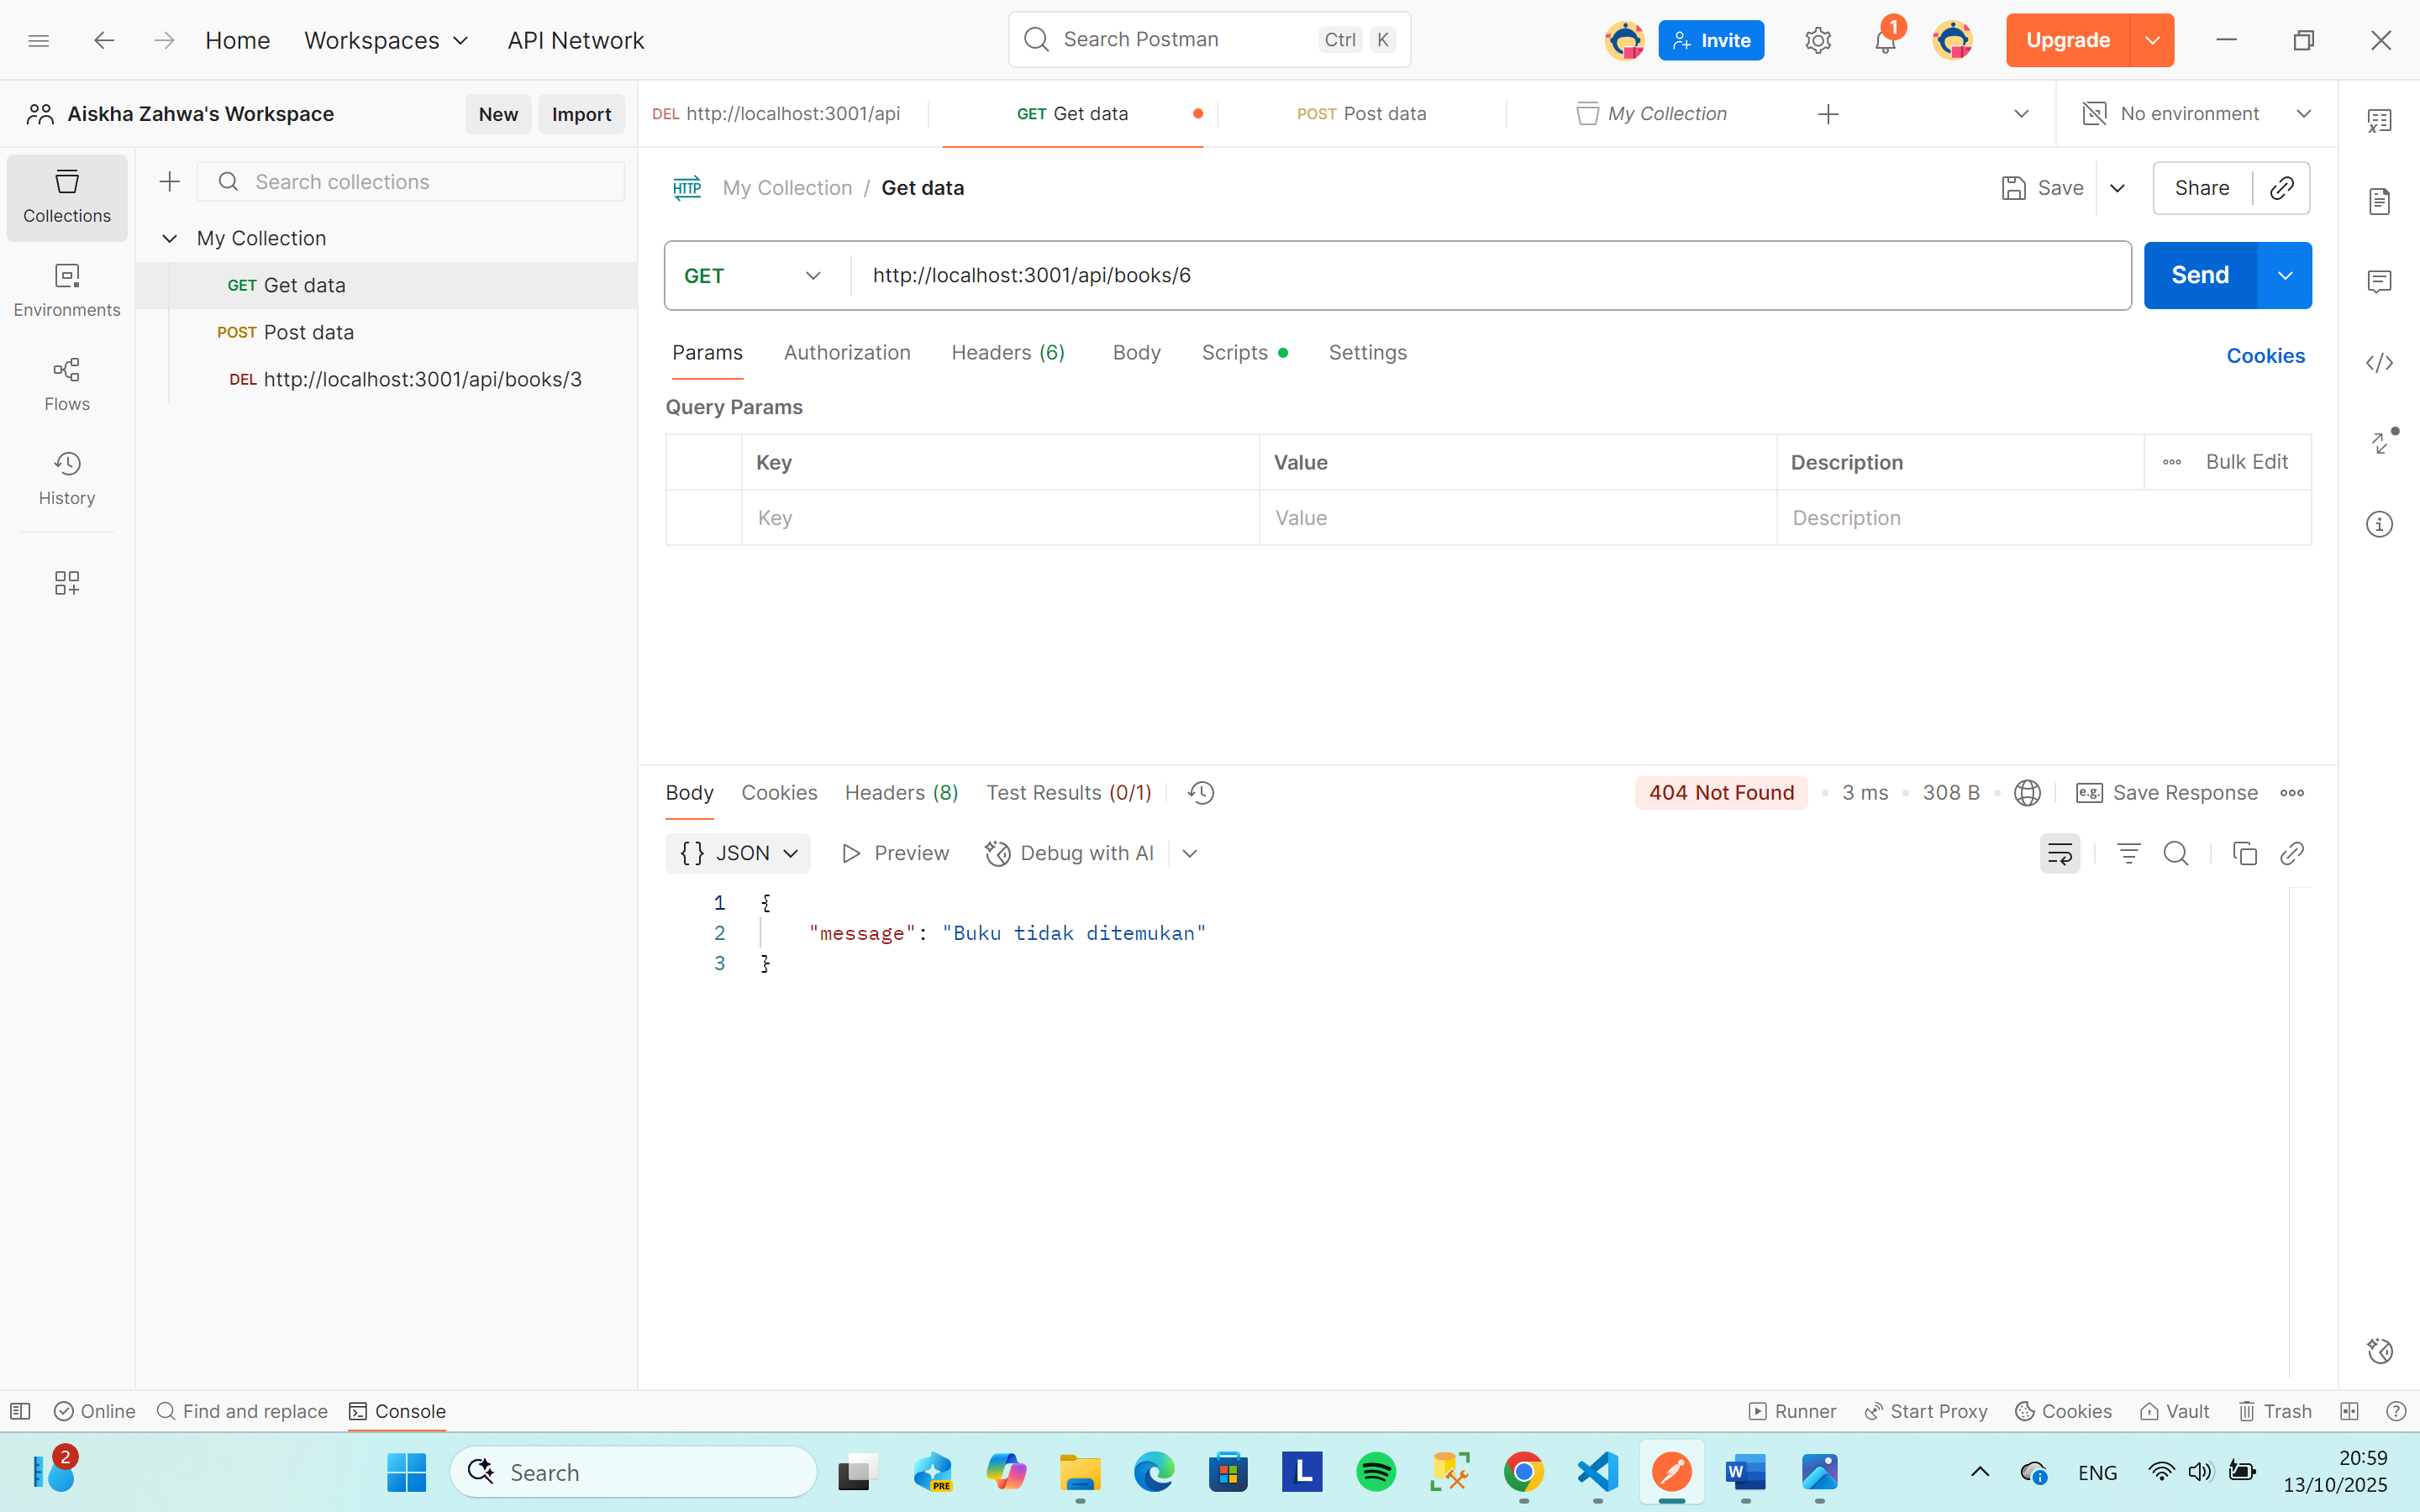 Home Workspaces API Network Search Postman Ctrl K Invite 1 Upgrade
Aiskha Zahwa's Workspace New Import DEL http://localhost:3001/api GET Get data POST Post data My Collection No environment
Collections
Environments
Flows
History
Search collections
My Collection
GET Get data
POST Post data
DEL http://localhost:3001/api/books/3
HTTP My Collection / Get data Save Share
GET http://localhost:3001/api/books/6 Send
Params Authorization Headers (6) Body Scripts Settings Cookies
Query Params
Key Value Description Bulk Edit
Key Value Description
Body Cookies Headers (8) Test Results (0/1) 404 Not Found 3 ms 308 B e.g. Save Response
{} JSON Preview Debug with AI
1 {
2 "message": "Buku tidak ditemukan"
3 }
Online Find and replace Console Runner Start Proxy Cookies Vault Trash
2 Search PRE L W ENG 20:59
13/10/2025